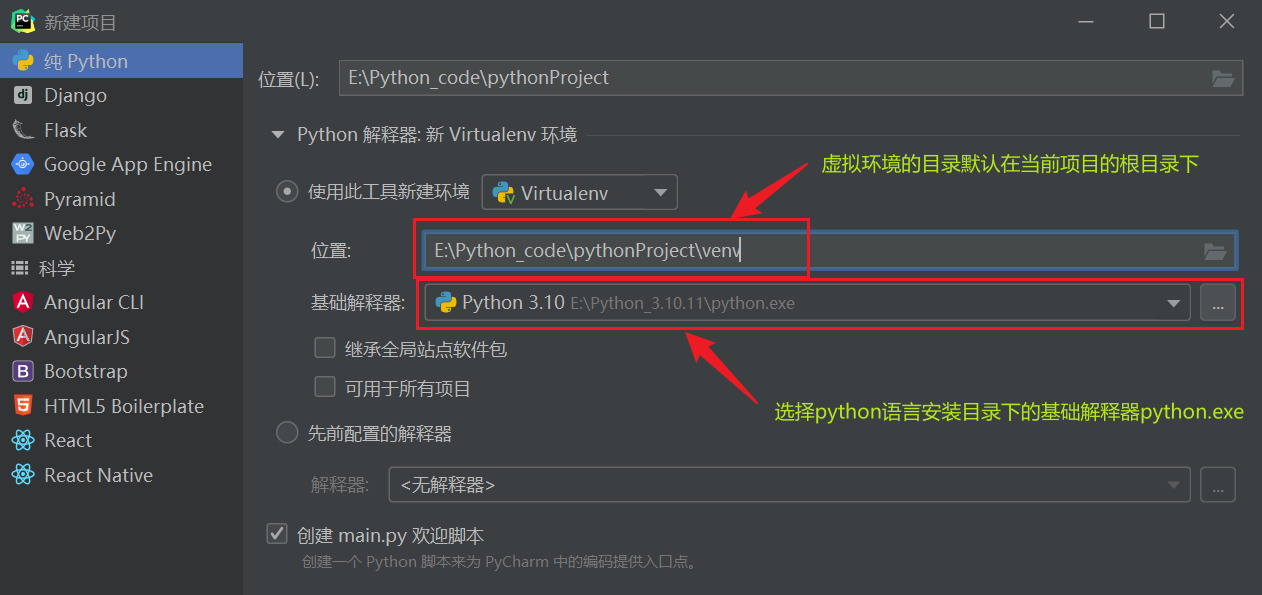 新建项目
纯 Python
Django
Flask
Google App Engine
Pyramid
Web2Py
科学
Angular CLI
AngularJS
Bootstrap
HTML5 Boilerplate
React
React Native
位置(L): E:\Python_code\pythonProject
Python 解释器: 新 Virtualenv 环境
虚拟环境的目录默认在当前项目的根目录下
使用此工具新建环境 Virtualenv
位置: E:\Python_code\pythonProject\venv
基础解释器: Python 3.10 E:\Python_3.10.11\python.exe ...
继承全局站点软件包
可用于所有项目
选择python语言安装目录下的基础解释器python.exe
先前配置的解释器
解释器: <无解释器> ...
创建 main.py 欢迎脚本
创建一个 Python 脚本来为 PyCharm 中的编码提供入口点。